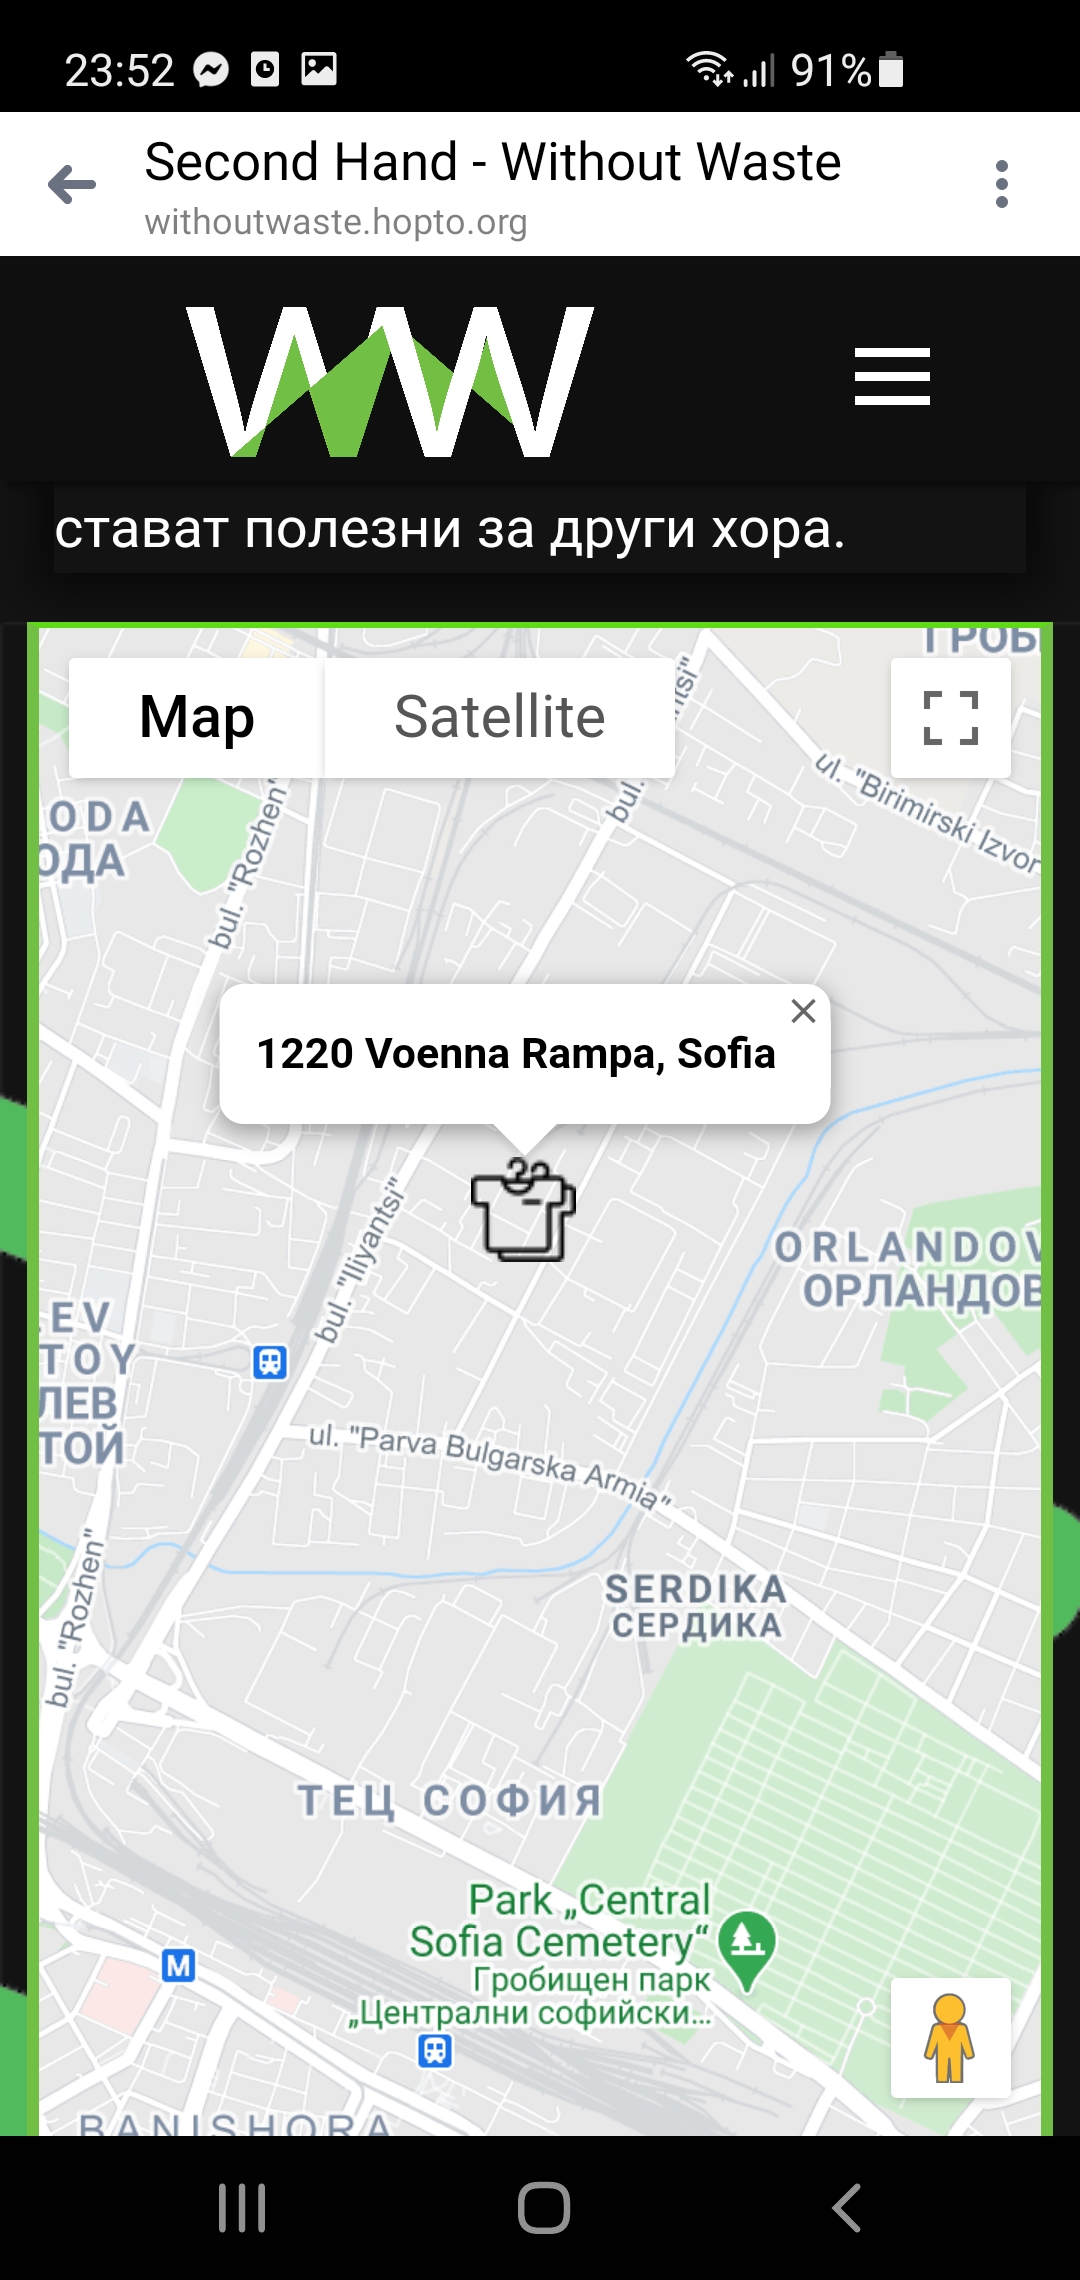 23:52
91%
Second Hand - Without Waste
withoutwaste.hopto.org
WW
стават полезни за други хора.
Map
Satellite
ГРОБ
ntsi"
bul.
ul. "Birimirski Izvor
ODA
ОДА
bul. "Rozhen"
1220 Voenna Rampa, Sofia
bul. "Iliyantsi"
ORLANDOV
ОРЛАНДОВ
EV
TOY
ЛЕВ
ТОЙ
ul. "Parva Bulgarska Armia"
bul. "Rozhen"
SERDIKA
СЕРДИКА
ТЕЦ СОФИЯ
Park „Central
Sofia Cemetery“
Гробищен парк
„Централни софийски...
M
BANISHORA